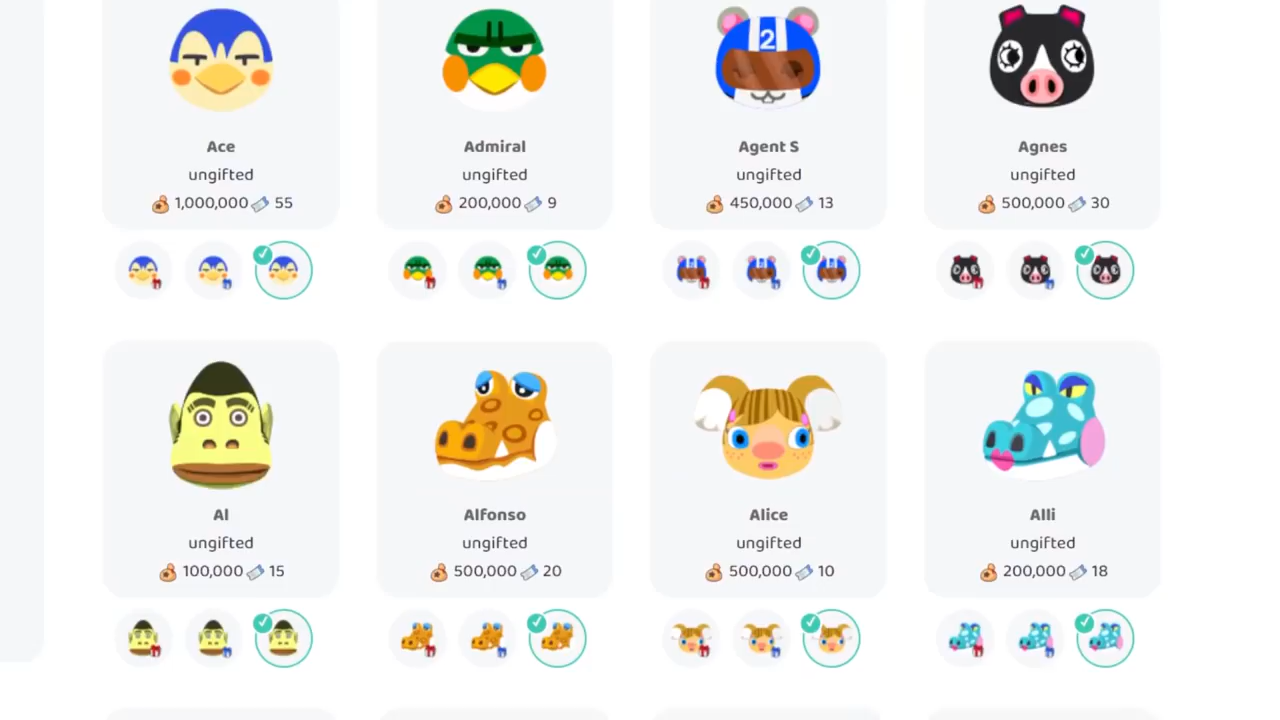 2
Ace
ungifted
1,000,000 55
Admiral
ungifted
200,000 9
Agent S
ungifted
450,000 13
Agnes
ungifted
500,000 30
Al
ungifted
100,000 15
Alfonso
ungifted
500,000 20
Alice
ungifted
500,000 10
Alli
ungifted
200,000 18